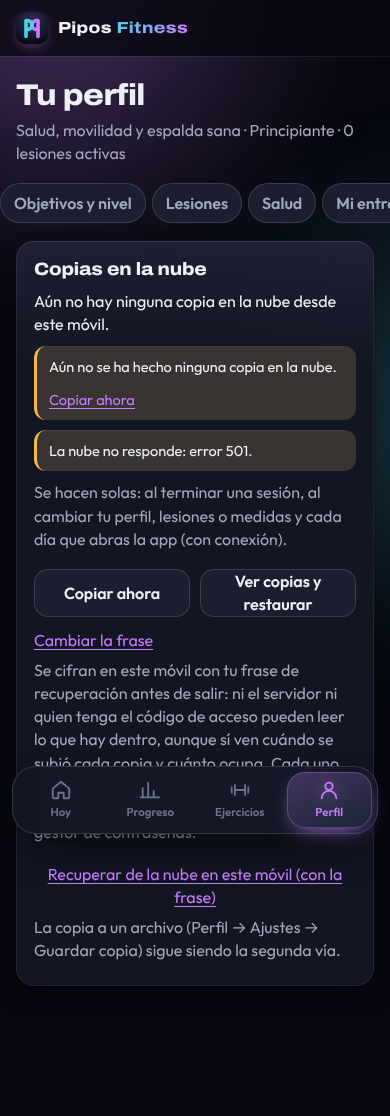 Pipos Fitness
Tu perfil
Salud, movilidad y espalda sana · Principiante · 0
lesiones activas
Objetivos y nivel
Lesiones
Salud
Mi entre
Copias en la nube
Aún no hay ninguna copia en la nube desde
este móvil.
Aún no se ha hecho ninguna copia en la nube.
Copiar ahora
La nube no responde: error 501.
Se hacen solas: al terminar una sesión, al
cambiar tu perfil, lesiones o medidas y cada
día que abras la app (con conexión).
Copiar ahora
Ver copias y
restaurar
Cambiar la frase
Se cifran en este móvil con tu frase de
recuperación antes de salir: ni el servidor ni
quien tenga el código de acceso pueden leer
lo que hay dentro, aunque sí ven cuándo se
subió cada copia y cuánto ocupa. Cada uno
Hoy
Progreso
Ejercicios
Perfil
gestor de contraseñas.
Recuperar de la nube en este móvil (con la
frase)
La copia a un archivo (Perfil → Ajustes →
Guardar copia) sigue siendo la segunda vía.